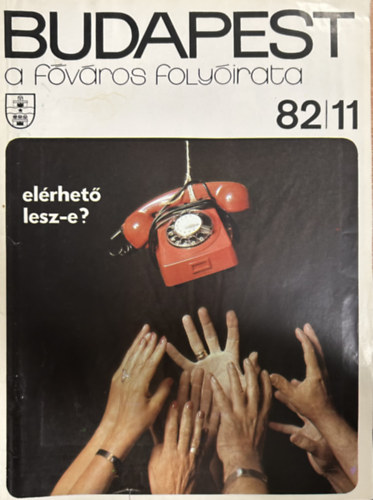 BUDAPEST
a főváros folyóirata
82|11
elérhető
lesz-e?